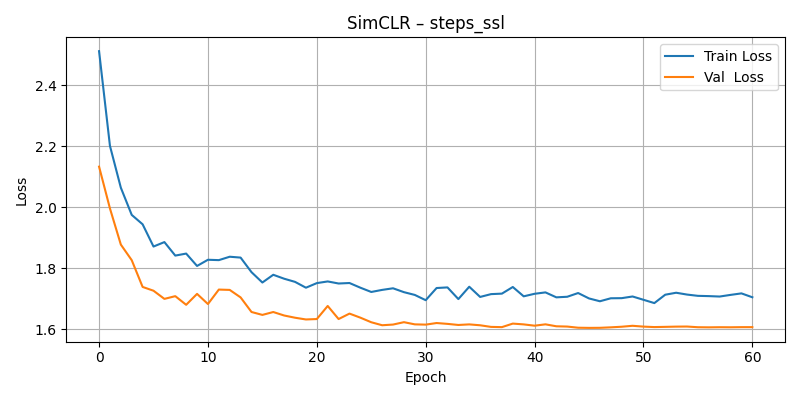 SimCLR – steps_ssl
Train Loss
Val  Loss
Loss
2.4
2.2
2.0
1.8
1.6
0 10 20 30 40 50 60
Epoch